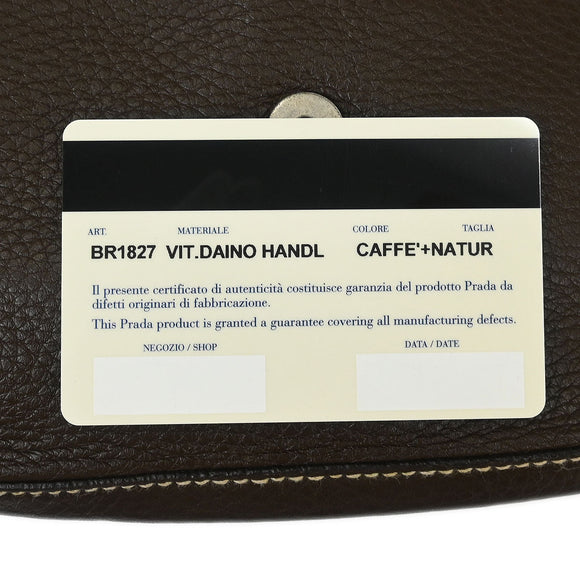 ART. MATERIALE COLORE TAGLIA
BR1827 VIT.DAINO HANDL CAFFE'+NATUR
Il presente certificato di autenticità costituisce garanzia del prodotto Prada da
difetti originari di fabbricazione.
This Prada product is granted a guarantee covering all manufacturing defects.
NEGOZIO / SHOP DATA / DATE